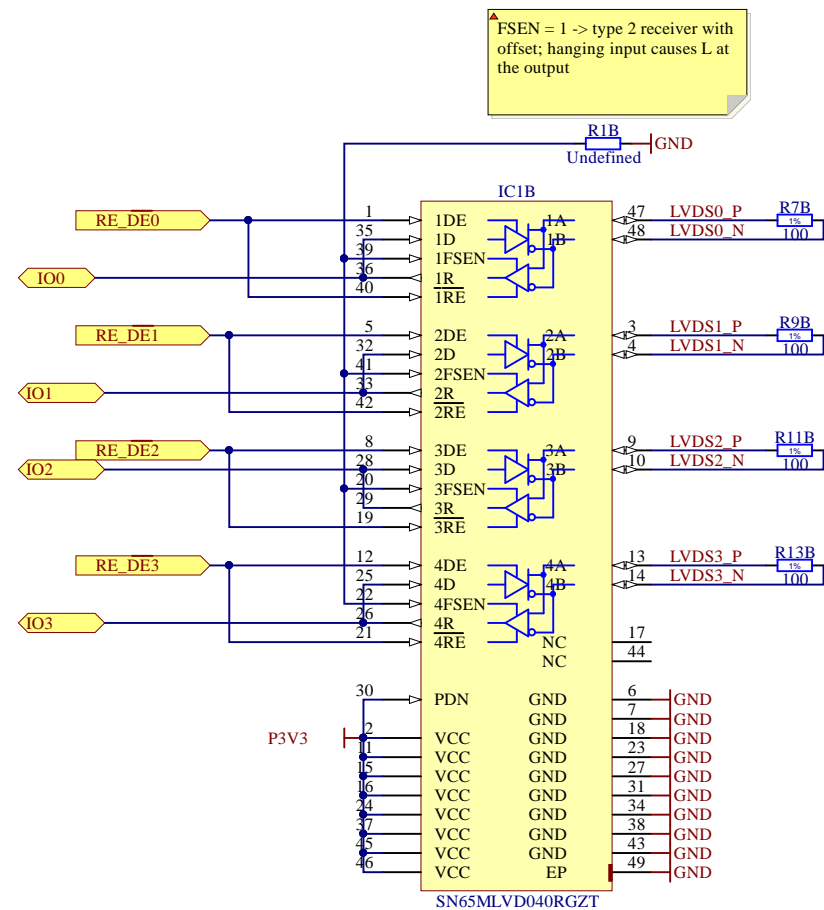 FSEN = 1 -> type 2 receiver with
offset; hanging input causes L at
the output
R1B
Undefined
GND
IC1B
RE_DE0
IO0
1 1DE
35 1D
39 1FSEN
36 1R
40 1RE
1A 47 LVDS0_P
1B 48 LVDS0_N
R7B
1%
100
RE_DE1
IO1
5 2DE
32 2D
41 2FSEN
33 2R
42 2RE
2A 3 LVDS1_P
2B 4 LVDS1_N
R9B
1%
100
RE_DE2
IO2
8 3DE
28 3D
20 3FSEN
29 3R
19 3RE
3A 9 LVDS2_P
3B 10 LVDS2_N
R11B
1%
100
RE_DE3
IO3
12 4DE
25 4D
22 4FSEN
26 4R
21 4RE
4A 13 LVDS3_P
4B 14 LVDS3_N
R13B
1%
100
NC 17
NC 44
30 PDN
P3V3
2 VCC
11 VCC
15 VCC
16 VCC
24 VCC
37 VCC
45 VCC
46 VCC
GND 6 GND
GND 7 GND
GND 18 GND
GND 23 GND
GND 27 GND
GND 31 GND
GND 34 GND
GND 38 GND
GND 43 GND
EP 49 GND
SN65MLVD040RGZT